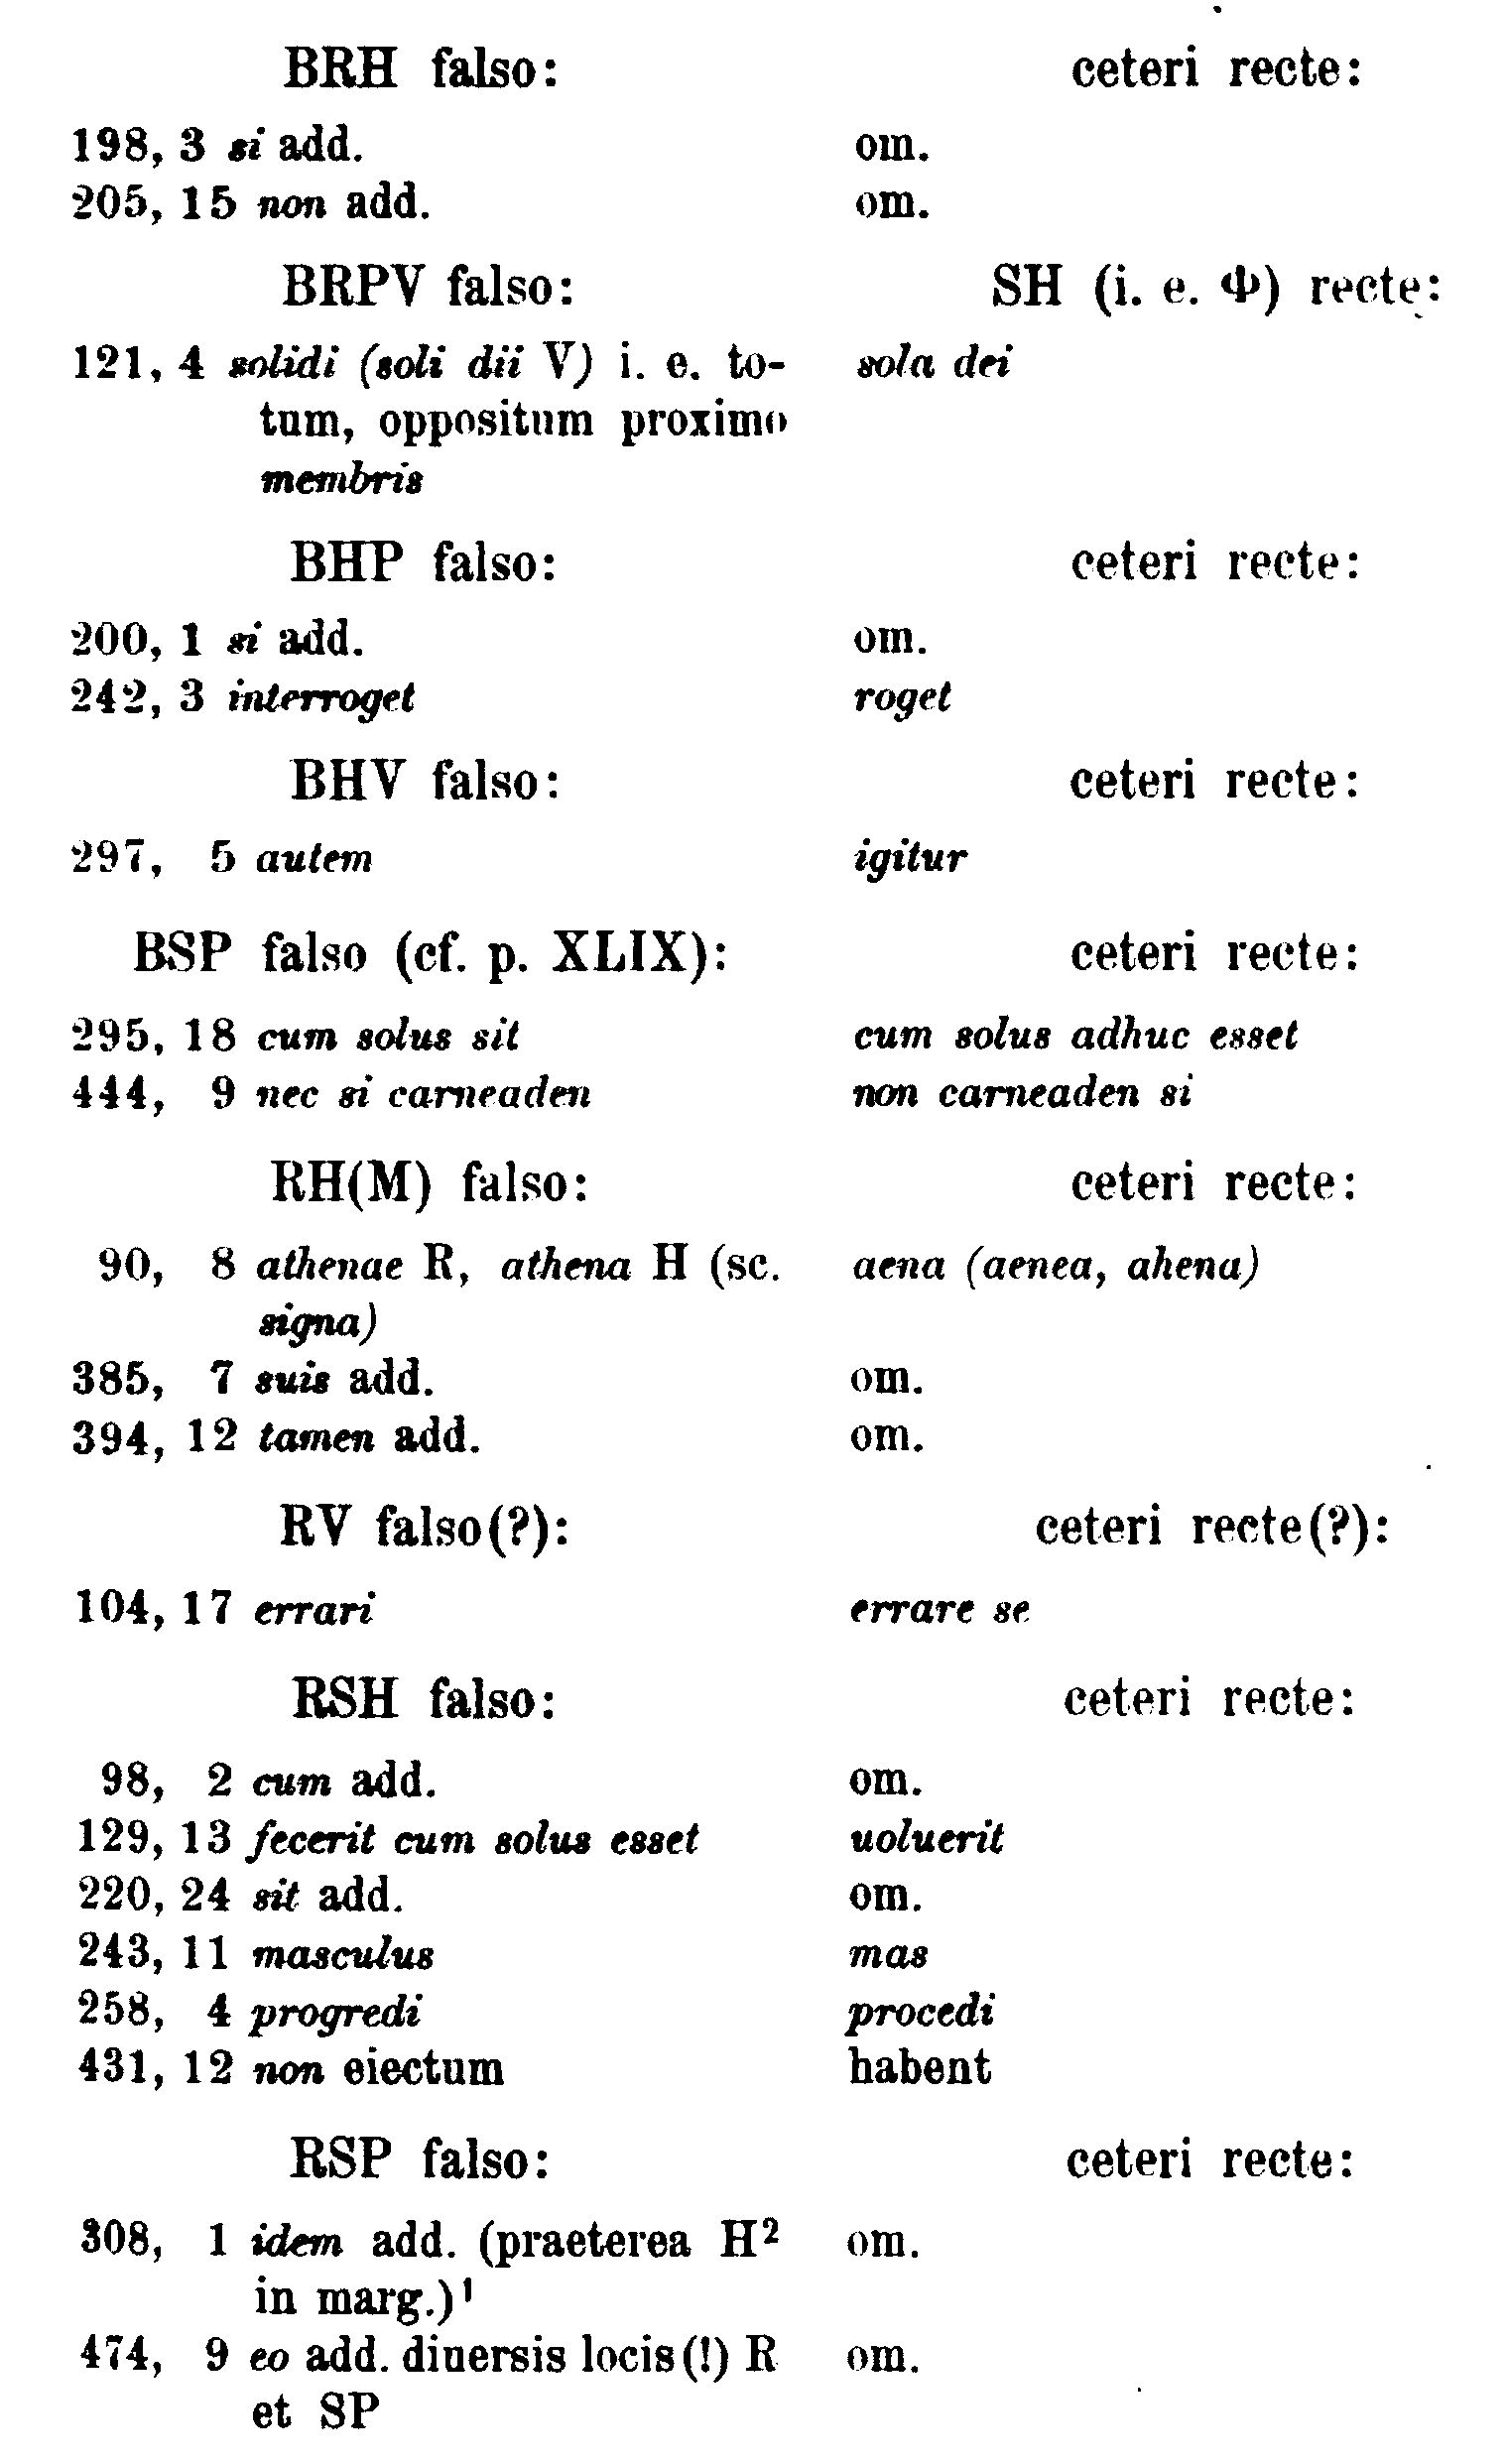 BRH falso: ceteri recte:
198, 3 si add. om.
205, 15 non add. om.
BRPV falso: SH (i. e. Φ) recte:
121, 4 solidi (soli dii V) i. e. to- sola dei
tum, oppositum proximo
membris
BHP falso: ceteri recte:
200, 1 si add. om.
242, 3 interroget roget
BHV falso: ceteri recte:
297, 5 autem igitur
BSP falso (cf. p. XLIX): ceteri recte:
295, 18 cum solus sit cum solus adhuc esset
444, 9 nec si carneaden non carneaden si
RH(M) falso: ceteri recte:
90, 8 athenae R, athena H (sc. aena (aenea, ahena)
signa)
385, 7 suis add. om.
394, 12 tamen add. om.
RV falso(?): ceteri recte(?):
104, 17 errari errare se
RSH falso: ceteri recte:
98, 2 cum add. om.
129, 13 fecerit cum solus esset uoluerit
220, 24 sit add. om.
243, 11 masculus mas
258, 4 progredi procedi
431, 12 non eiectum habent
RSP falso: ceteri recte:
308, 1 idem add. (praeterea H² om.
in marg.)¹
474, 9 eo add. diuersis locis(!) R om.
et SP